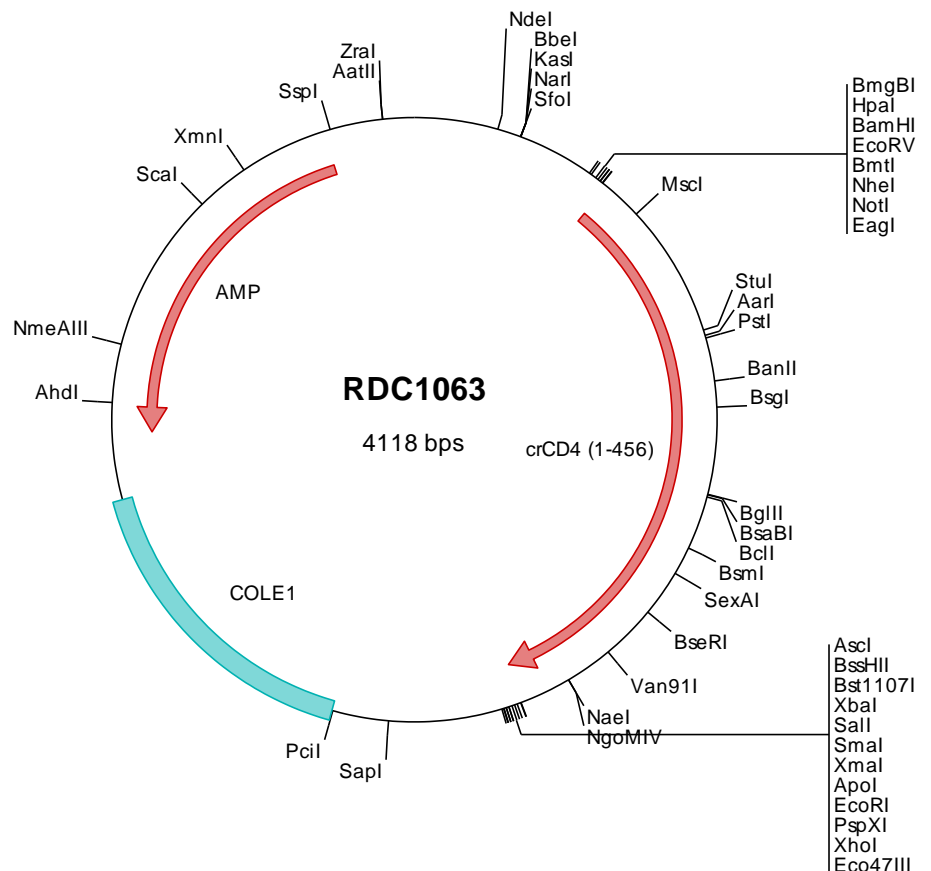 NdeI
BbeI
KasI
NarI
SfoI
ZraI
AatII
SspI
XmnI
ScaI
NmeAIII
AhdI
BmgBI
HpaI
BamHI
EcoRV
BmtI
NheI
NotI
EagI
MscI
StuI
AarI
PstI
BanII
BsgI
AMP
RDC1063
4118 bps
crCD4 (1-456)
BglII
BsaBI
BclI
BsmI
SexAI
BseRI
Van91I
NaeI
NgoMIV
COLE1
PciI
SapI
AscI
BssHII
Bst1107I
XbaI
SalI
SmaI
XmaI
ApoI
EcoRI
PspXI
XhoI
Eco47III